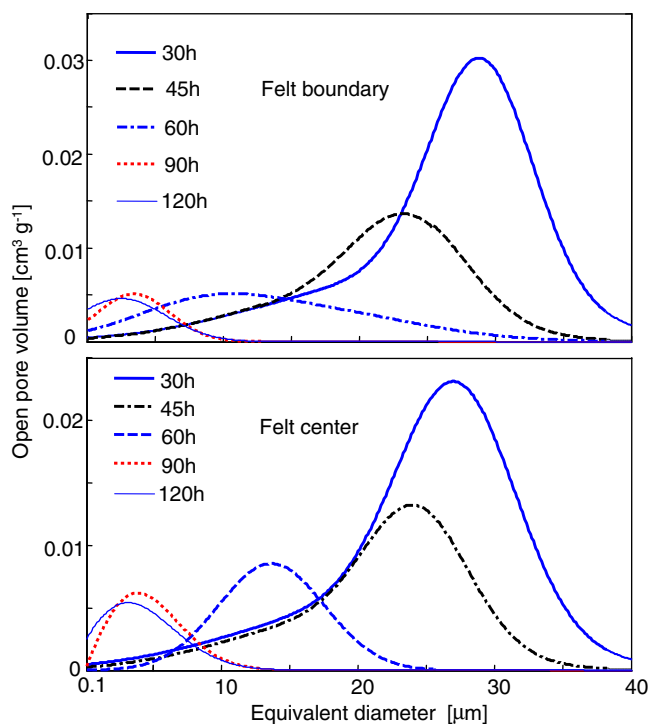 0.03
0.02
0.01
0
30h
45h
60h
90h
120h
Felt boundary
Open pore volume [cm³ g⁻¹]
0.02
0.01
0
30h
45h
60h
90h
120h
Felt center
0.1 10 20 30 40
Equivalent diameter [µm]